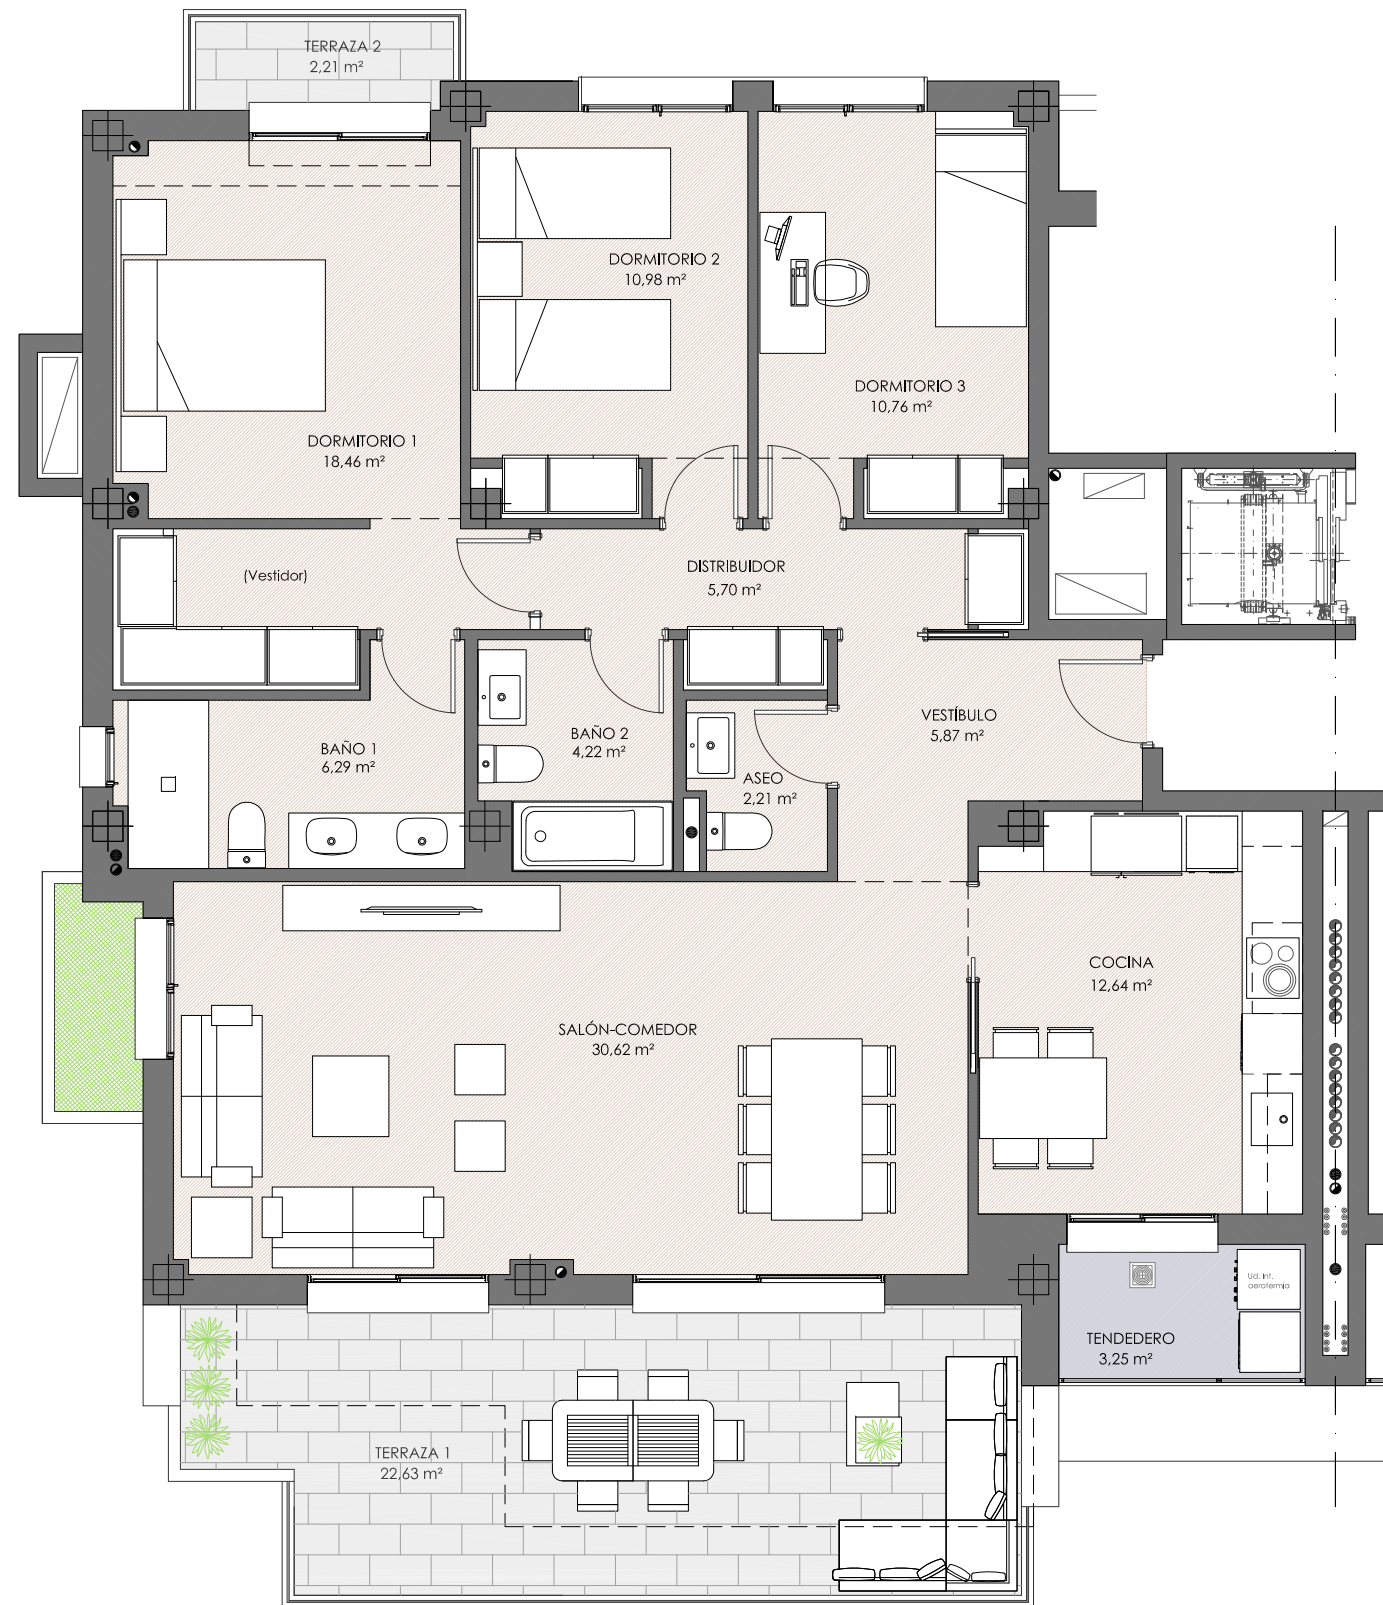 TERRAZA 2
2,21 m²
DORMITORIO 2
10,98 m²
DORMITORIO 3
10,76 m²
DORMITORIO 1
18,46 m²
(Vestidor)
DISTRIBUIDOR
5,70 m²
VESTÍBULO
5,87 m²
BAÑO 1
6,29 m²
BAÑO 2
4,22 m²
ASEO
2,21 m²
COCINA
12,64 m²
SALÓN-COMEDOR
30,62 m²
Ud. Int.
aerotermia
TENDEDERO
3,25 m²
TERRAZA 1
22,63 m²